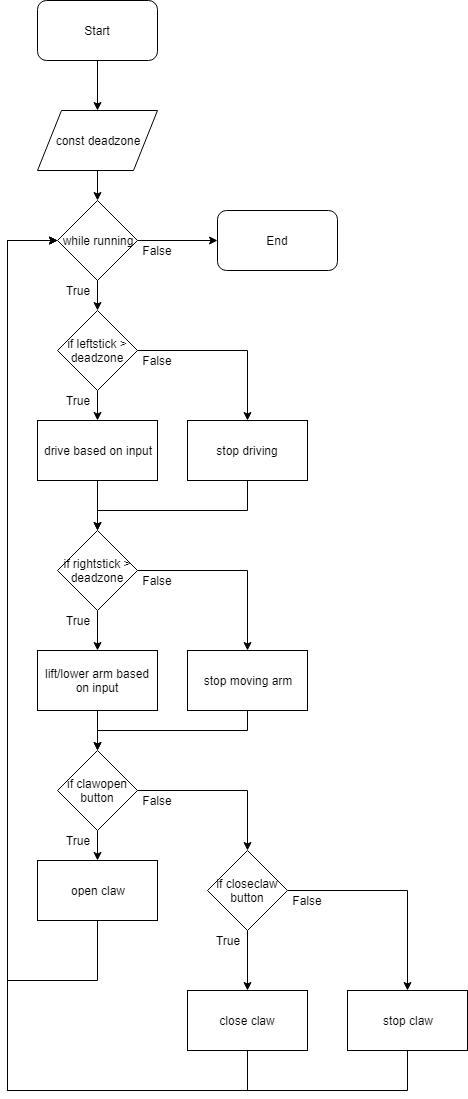 Start
const deadzone
while running
False
End
True
if leftstick >
deadzone
False
True
drive based on input
stop driving
if rightstick >
deadzone
False
True
lift/lower arm based
on input
stop moving arm
if clawopen
button
False
True
open claw
if closeclaw
button
False
True
close claw
stop claw